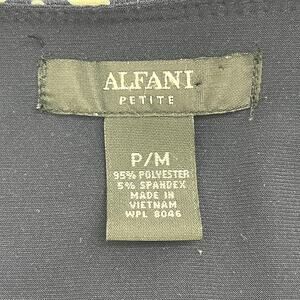 ALFANI
PETITE
P/M
95% POLYESTER
5% SPANDEX
MADE IN
VIETNAM
WPL 8046